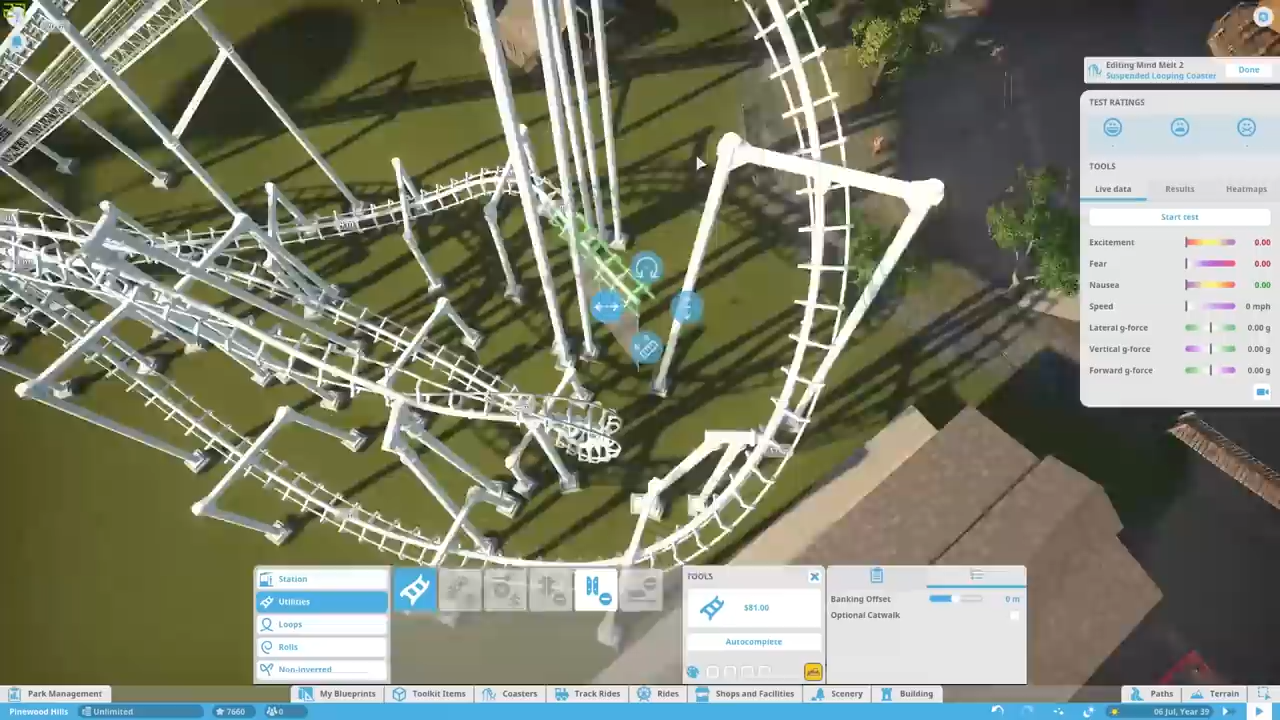 Editing Mind Melt 2
Suspended Looping Coaster
Done
TEST RATINGS
TOOLS
Live data
Results
Heatmaps
Start test
Excitement 0.00
Fear 0.00
Nausea 0.00
Speed 0 mph
Lateral g-force 0.00 g
Vertical g-force 0.00 g
Forward g-force 0.00 g
Station
Utilities
Loops
Rolls
Non-inverted
TOOLS
$81.00
Autocomplete
Banking Offset 0 m
Optional Catwalk
Park Management
My Blueprints
Toolkit Items
Coasters
Track Rides
Rides
Shops and Facilities
Scenery
Building
Paths
Terrain
Pinewood Hills
Unlimited
7660
0
06 Jul, Year 39